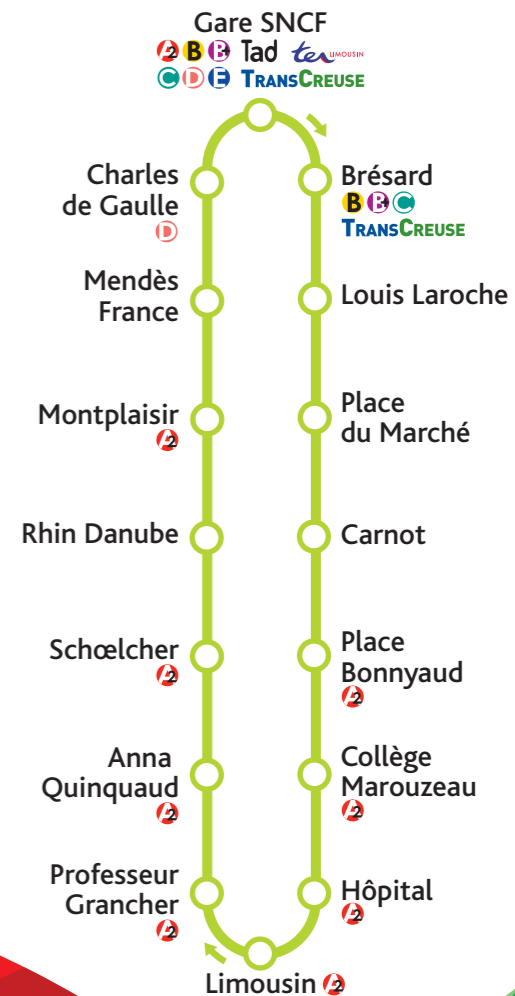 Gare SNCF
A2 B B+ Tad ter LIMOUSIN
C D E TRANSCREUSE
Charles
de Gaulle
D
Brésard
B B+ C
TRANSCREUSE
Mendès
France
Louis Laroche
Montplaisir
A2
Place
du Marché
Rhin Danube
Carnot
Schœlcher
A2
Place
Bonnyaud
A2
Anna
Quinquaud
A2
Collège
Marouzeau
A2
Professeur
Grancher
A2
Hôpital
A2
Limousin A2